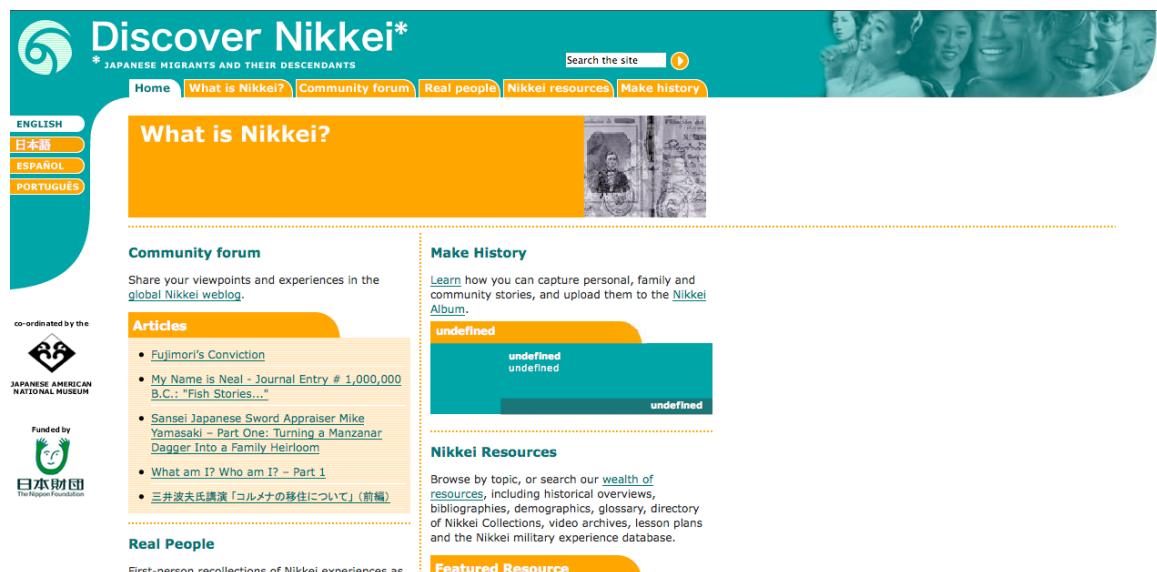 Discover Nikkei*
* JAPANESE MIGRANTS AND THEIR DESCENDANTS
Search the site
Home
What is Nikkei?
Community forum
Real people
Nikkei resources
Make history
ENGLISH
日本語
ESPAÑOL
PORTUGUÊS
What is Nikkei?
co-ordinated by the
JAPANESE AMERICAN
NATIONAL MUSEUM
Funded by
日本財団
The Nippon Foundation
Community forum
Share your viewpoints and experiences in the
global Nikkei weblog.
Articles
Fujimori's Conviction
My Name is Neal - Journal Entry # 1,000,000
B.C.: "Fish Stories..."
Sansei Japanese Sword Appraiser Mike
Yamasaki – Part One: Turning a Manzanar
Dagger Into a Family Heirloom
What am I? Who am I? – Part 1
三井波夫氏講演「コルメナの移住について」（前編）
Real People
First-person recollections of Nikkei experiences as
Make History
Learn how you can capture personal, family and
community stories, and upload them to the Nikkei
Album.
undefined
undefined
undefined
undefined
Nikkei Resources
Browse by topic, or search our wealth of
resources, including historical overviews,
bibliographies, demographics, glossary, directory
of Nikkei Collections, video archives, lesson plans
and the Nikkei military experience database.
Featured Resource